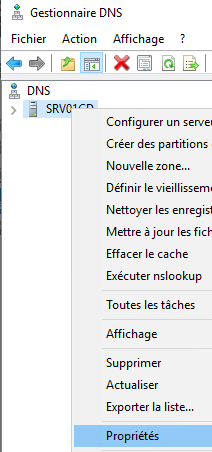 Gestionnaire DNS
Fichier Action Affichage ?
DNS
Configurer un serveu
Créer des partitions
Nouvelle zone...
Définir le vieillisseme
Nettoyer les enregist
Mettre à jour les fich
Effacer le cache
Exécuter nslookup
Toutes les tâches
Affichage
Supprimer
Actualiser
Exporter la liste...
Propriétés